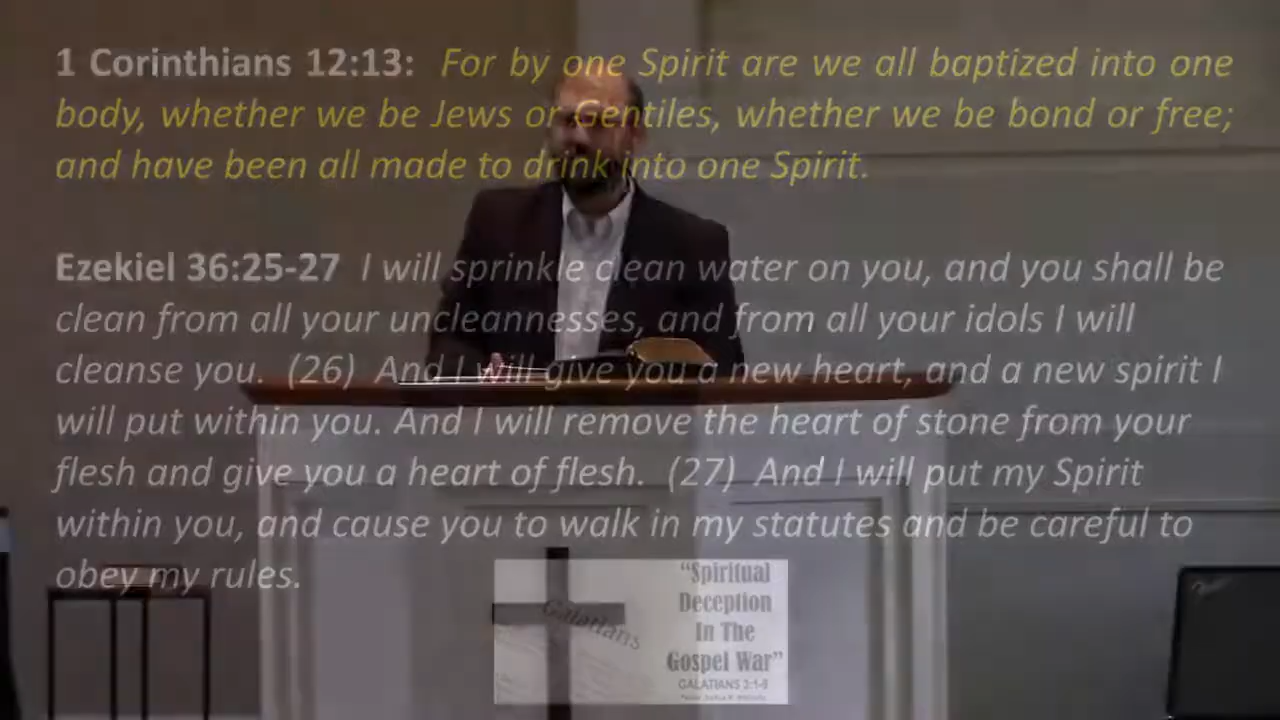 1 Corinthians 12:13: For by one Spirit are we all baptized into one
body, whether we be Jews or Gentiles, whether we be bond or free;
and have been all made to drink into one Spirit.
Ezekiel 36:25-27 I will sprinkle clean water on you, and you shall be
clean from all your uncleannesses, and from all your idols I will
cleanse you. (26) And I will give you a new heart, and a new spirit I
will put within you. And I will remove the heart of stone from your
flesh and give you a heart of flesh. (27) And I will put my Spirit
within you, and cause you to walk in my statutes and be careful to
obey my rules.
Galatians
“Spiritual
Deception
In The
Gospel War”
GALATIANS 3:1-9